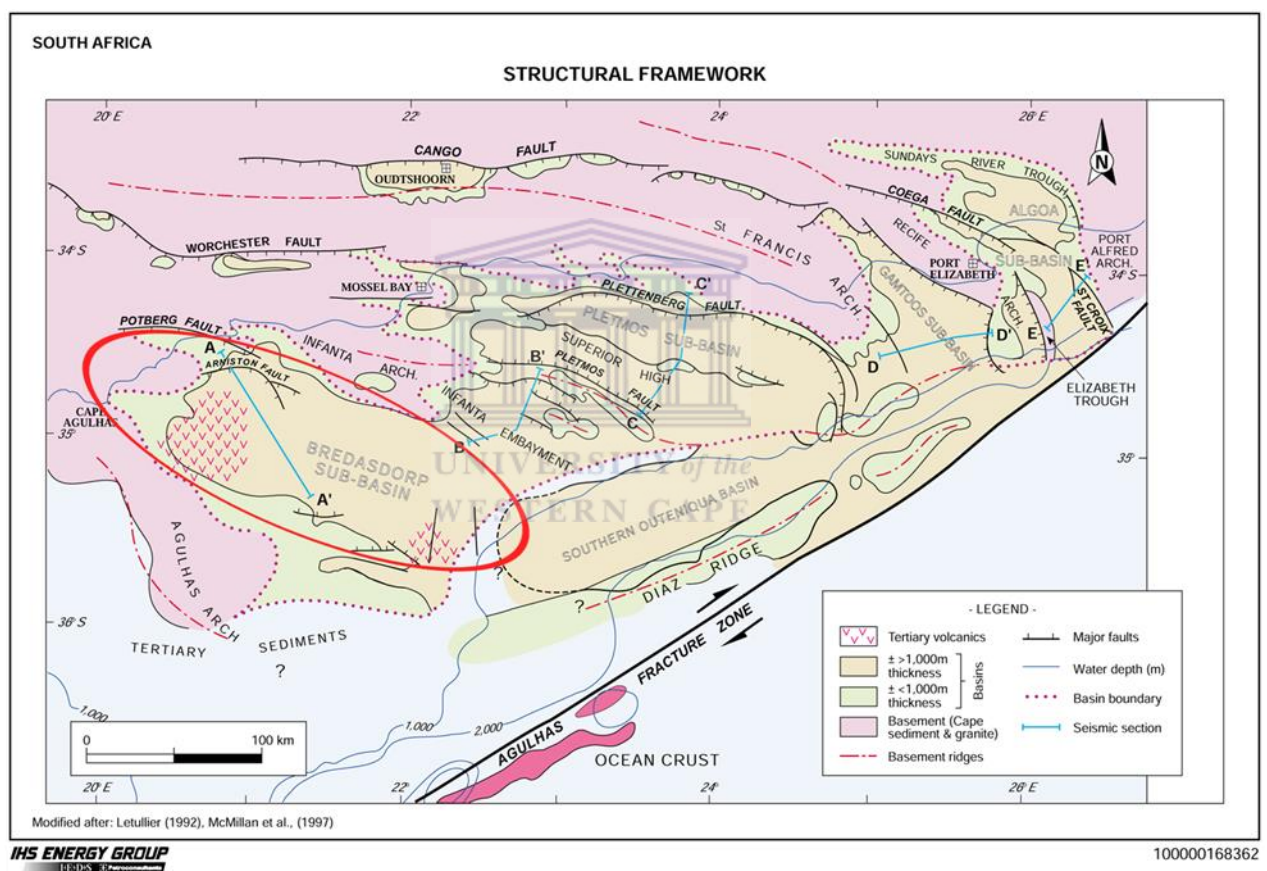 SOUTH AFRICA
STRUCTURAL FRAMEWORK
20° E
22°
24°
26° E
N
CANGO FAULT
OUDTSHOORN
SUNDAYS RIVER TROUGH
COEGA FAULT
ALGOA
SUB-BASIN
St FRANCIS ARCH.
RECIFE
ARCH.
PORT ELIZABETH
PORT
ALFRED
ARCH.
34° S
34° S
WORCHESTER FAULT
MOSSEL BAY
PLETTENBERG FAULT
C'
E'
ST CROIX
FAULT
GAMTOOS SUB-BASIN
POTBERG FAULT
A
ARNISTON FAULT
INFANTA
ARCH.
PLETMOS
SUB-BASIN
SUPERIOR
HIGH
B'
PLETMOS
FAULT
D
D'
E
ELIZABETH
TROUGH
CAPE
AGULHAS
35° S
35°
INFANTA
EMBAYMENT
B
C
BREDASDORP
SUB-BASIN
A'
UNIVERSITY of the
WESTERN CAPE
SOUTHERN OUTENIQUA BASIN
DIAZ RIDGE
?
?
AGULHAS ARCH
36° S
TERTIARY SEDIMENTS
?
AGULHAS FRACTURE ZONE
OCEAN CRUST
1,000
1,000
2,000
0
100 km
20° E
22°
24°
26° E
- LEGEND -
Tertiary volcanics
± >1,000m
thickness
± <1,000m
thickness
Basins
Basement (Cape
sediment & granite)
Basement ridges
Major faults
Water depth (m)
Basin boundary
Seismic section
Modified after: Letullier (1992), McMillan et al., (1997)
IHS ENERGY GROUP
IEDS Petroconsultants
100000168362